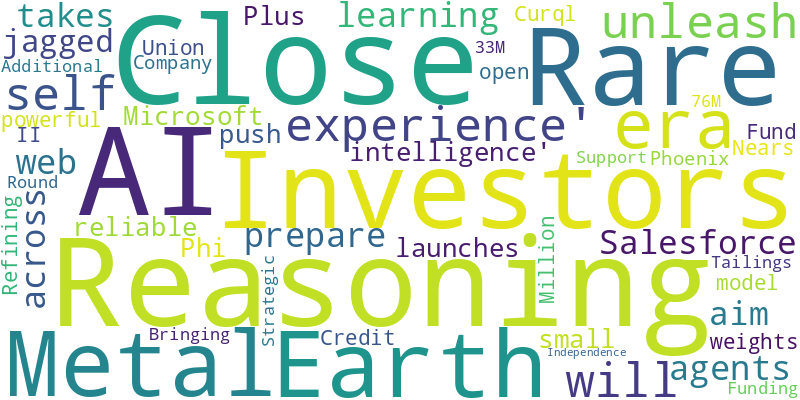 takes
Plus
learning
Curql
unleash
jagged
Union
Close
33M
Rare
Additional
Company
open
self
Microsoft
experience'
76M
era
powerful
II
push
Fund
AI
intelligence'
Nears
web
Investors
Support
Phoenix
Round
reliable
Refining
across
Phi
prepare
launches
Million
Salesforce
Tailings
Reasoning
Strategic
model
aim
Metal
Bringing
Earth
Credit
small
weights
Independence
will
agents
Funding